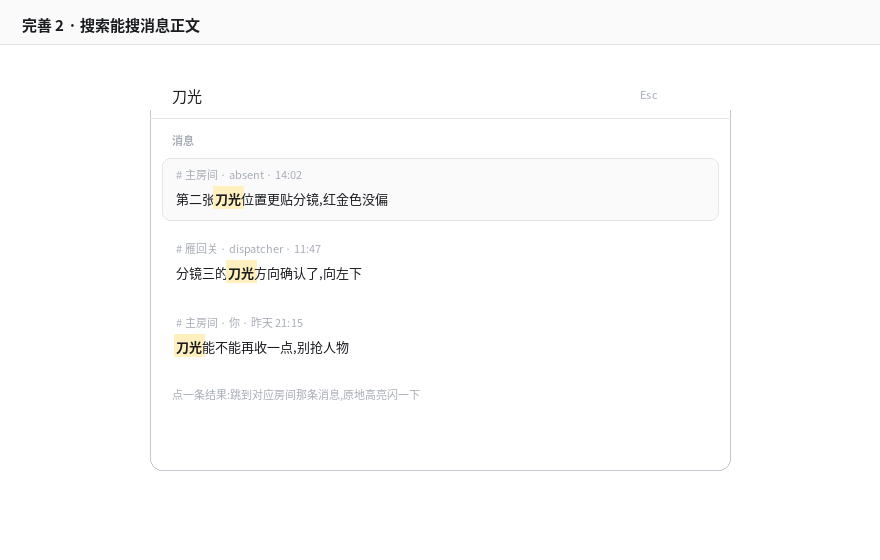 完善 2 · 搜索能搜消息正文
刀光
Esc
消息
# 主房间 · absent · 14:02
第二张刀光位置更贴分镜,红金色没偏
# 雁回关 · dispatcher · 11:47
分镜三的刀光方向确认了,向左下
# 主房间 · 你 · 昨天 21:15
刀光能不能再收一点,别抢人物
点一条结果:跳到对应房间那条消息,原地高亮闪一下